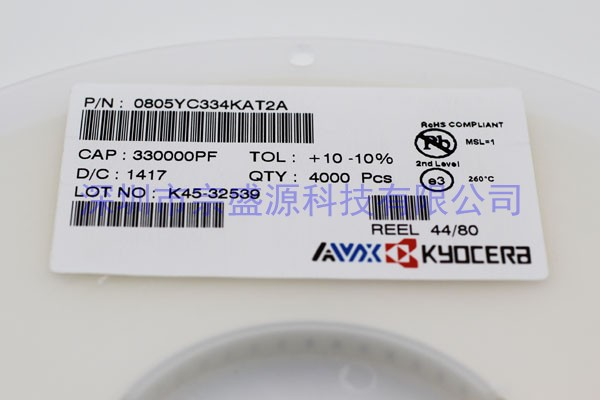 P/N : 0805YC334KAT2A
RoHS COMPLIANT
Pb
MSL=1
2nd Level
e3
260°C
CAP : 330000PF TOL : +10 -10%
D/C : 1417 QTY : 4000 Pcs
LOT NO : K45-32539
深圳市宗盛源科技有限公司
REEL 44/80
AVX KYOCERA